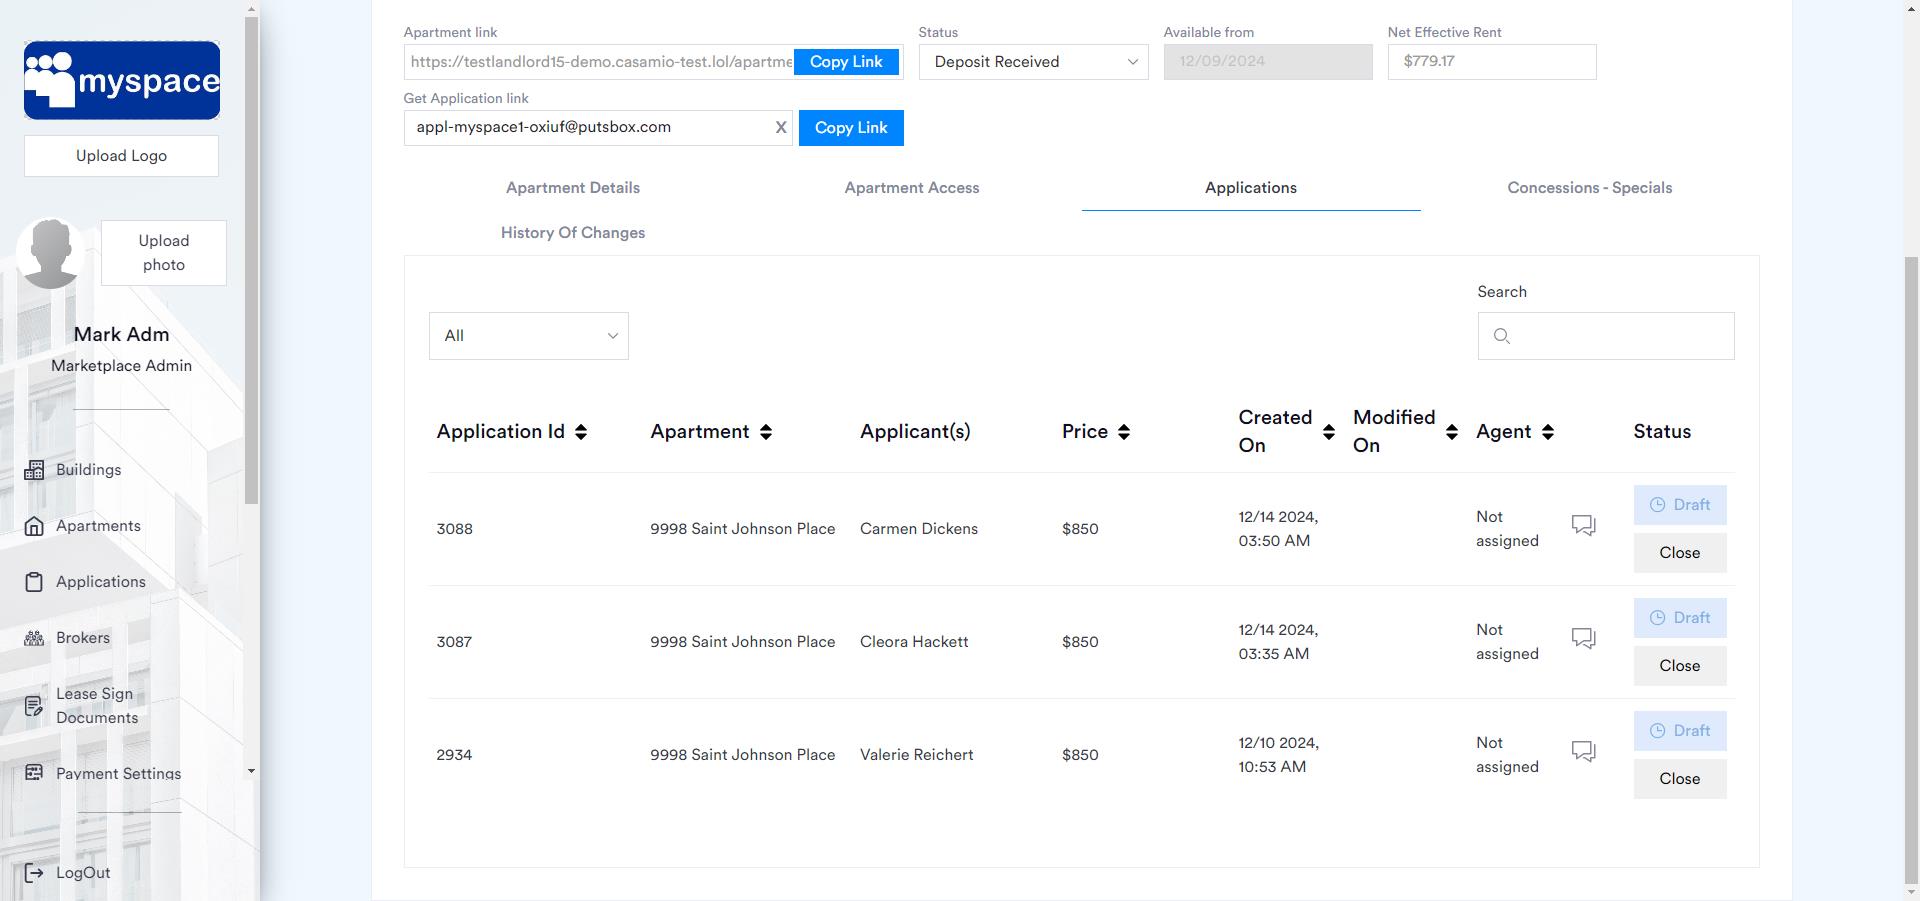 myspace
Upload Logo
Upload
photo
Mark Adm
Marketplace Admin
Buildings
Apartments
Applications
Brokers
Lease Sign
Documents
Payment Settings
LogOut
Apartment link
https://testlandlord15-demo.casamio-test.lol/apartme
Copy Link
Status
Deposit Received
Available from
12/09/2024
Net Effective Rent
$779.17
Get Application link
appl-myspace1-oxiuf@putsbox.com
X
Copy Link
Apartment Details
Apartment Access
Applications
Concessions - Specials
History Of Changes
Search
All
Application Id
Apartment
Applicant(s)
Price
Created
On
Modified
On
Agent
Status
3088
9998 Saint Johnson Place
Carmen Dickens
$850
12/14 2024,
03:50 AM
Not
assigned
Draft
Close
3087
9998 Saint Johnson Place
Cleora Hackett
$850
12/14 2024,
03:35 AM
Not
assigned
Draft
Close
2934
9998 Saint Johnson Place
Valerie Reichert
$850
12/10 2024,
10:53 AM
Not
assigned
Draft
Close